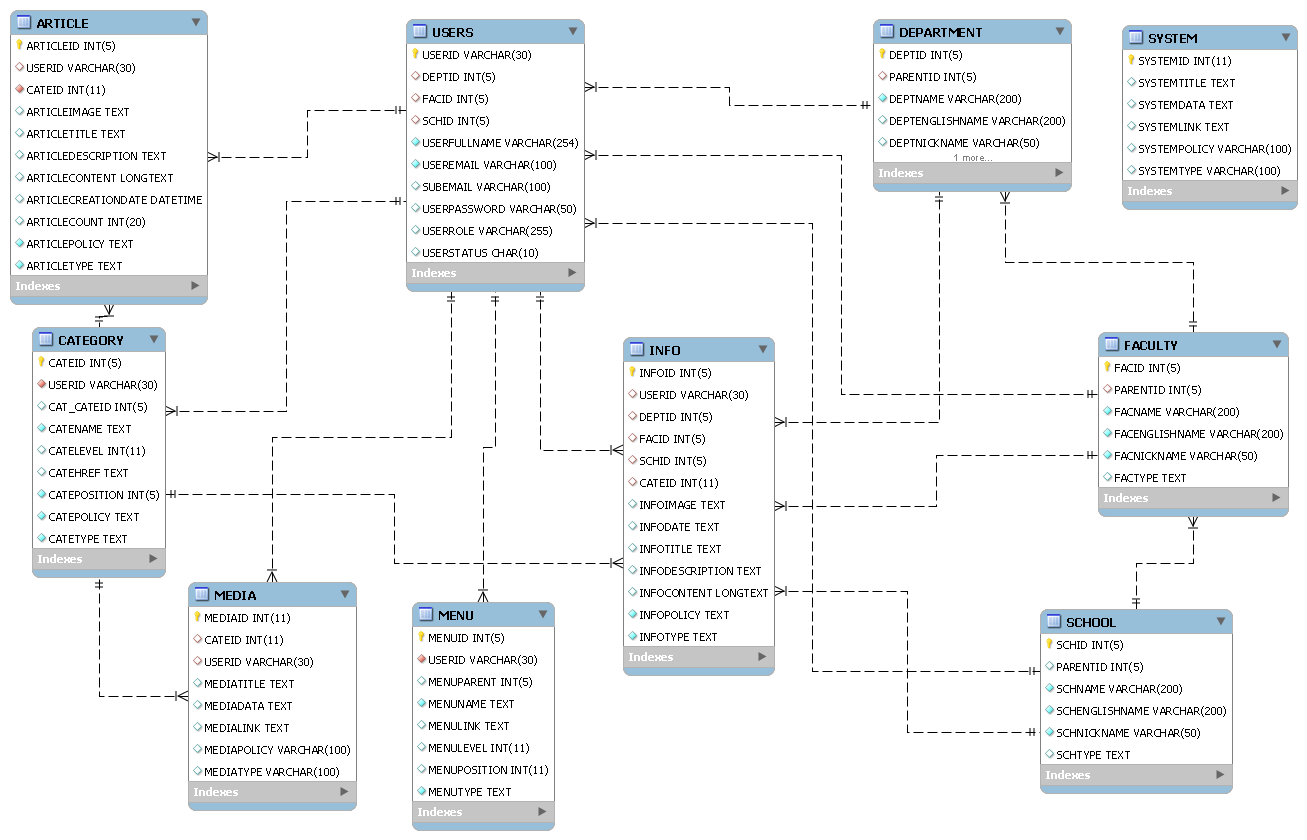 ARTICLE
ARTICLEID INT(5)
USERID VARCHAR(30)
CATEID INT(11)
ARTICLEIMAGE TEXT
ARTICLETITLE TEXT
ARTICLEDESCRIPTION TEXT
ARTICLECONTENT LONGTEXT
ARTICLECREATIONDATE DATETIME
ARTICLECOUNT INT(20)
ARTICLEPOLICY TEXT
ARTICLETYPE TEXT
Indexes
USERS
USERID VARCHAR(30)
DEPTID INT(5)
FACID INT(5)
SCHID INT(5)
USERFULLNAME VARCHAR(254)
USEREMAIL VARCHAR(100)
SUBEMAIL VARCHAR(100)
USERPASSWORD VARCHAR(50)
USERROLE VARCHAR(255)
USERSTATUS CHAR(10)
Indexes
DEPARTMENT
DEPTID INT(5)
PARENTID INT(5)
DEPTNAME VARCHAR(200)
DEPTENGLISHNAME VARCHAR(200)
DEPTNICKNAME VARCHAR(50)
1 more...
Indexes
SYSTEM
SYSTEMID INT(11)
SYSTEMTITLE TEXT
SYSTEMDATA TEXT
SYSTEMLINK TEXT
SYSTEMPOLICY VARCHAR(100)
SYSTEMTYPE VARCHAR(100)
Indexes
CATEGORY
CATEID INT(5)
USERID VARCHAR(30)
CAT_CATEID INT(5)
CATENAME TEXT
CATELEVEL INT(11)
CATEHREF TEXT
CATEPOSITION INT(5)
CATEPOLICY TEXT
CATETYPE TEXT
Indexes
INFO
INFOID INT(5)
USERID VARCHAR(30)
DEPTID INT(5)
FACID INT(5)
SCHID INT(5)
CATEID INT(11)
INFOIMAGE TEXT
INFODATE TEXT
INFOTITLE TEXT
INFODESCRIPTION TEXT
INFOCONTENT LONGTEXT
INFOPOLICY TEXT
INFOTYPE TEXT
Indexes
FACULTY
FACID INT(5)
PARENTID INT(5)
FACNAME VARCHAR(200)
FACENGLISHNAME VARCHAR(200)
FACNICKNAME VARCHAR(50)
FACTYPE TEXT
Indexes
MEDIA
MEDIAID INT(11)
CATEID INT(11)
USERID VARCHAR(30)
MEDIATITLE TEXT
MEDIADATA TEXT
MEDIALINK TEXT
MEDIAPOLICY VARCHAR(100)
MEDIATYPE VARCHAR(100)
Indexes
MENU
MENUID INT(5)
USERID VARCHAR(30)
MENUPARENT INT(5)
MENUNAME TEXT
MENULINK TEXT
MENULEVEL INT(11)
MENUPOSITION INT(11)
MENUTYPE TEXT
Indexes
SCHOOL
SCHID INT(5)
PARENTID INT(5)
SCHNAME VARCHAR(200)
SCHENGLISHNAME VARCHAR(200)
SCHNICKNAME VARCHAR(50)
SCHTYPE TEXT
Indexes